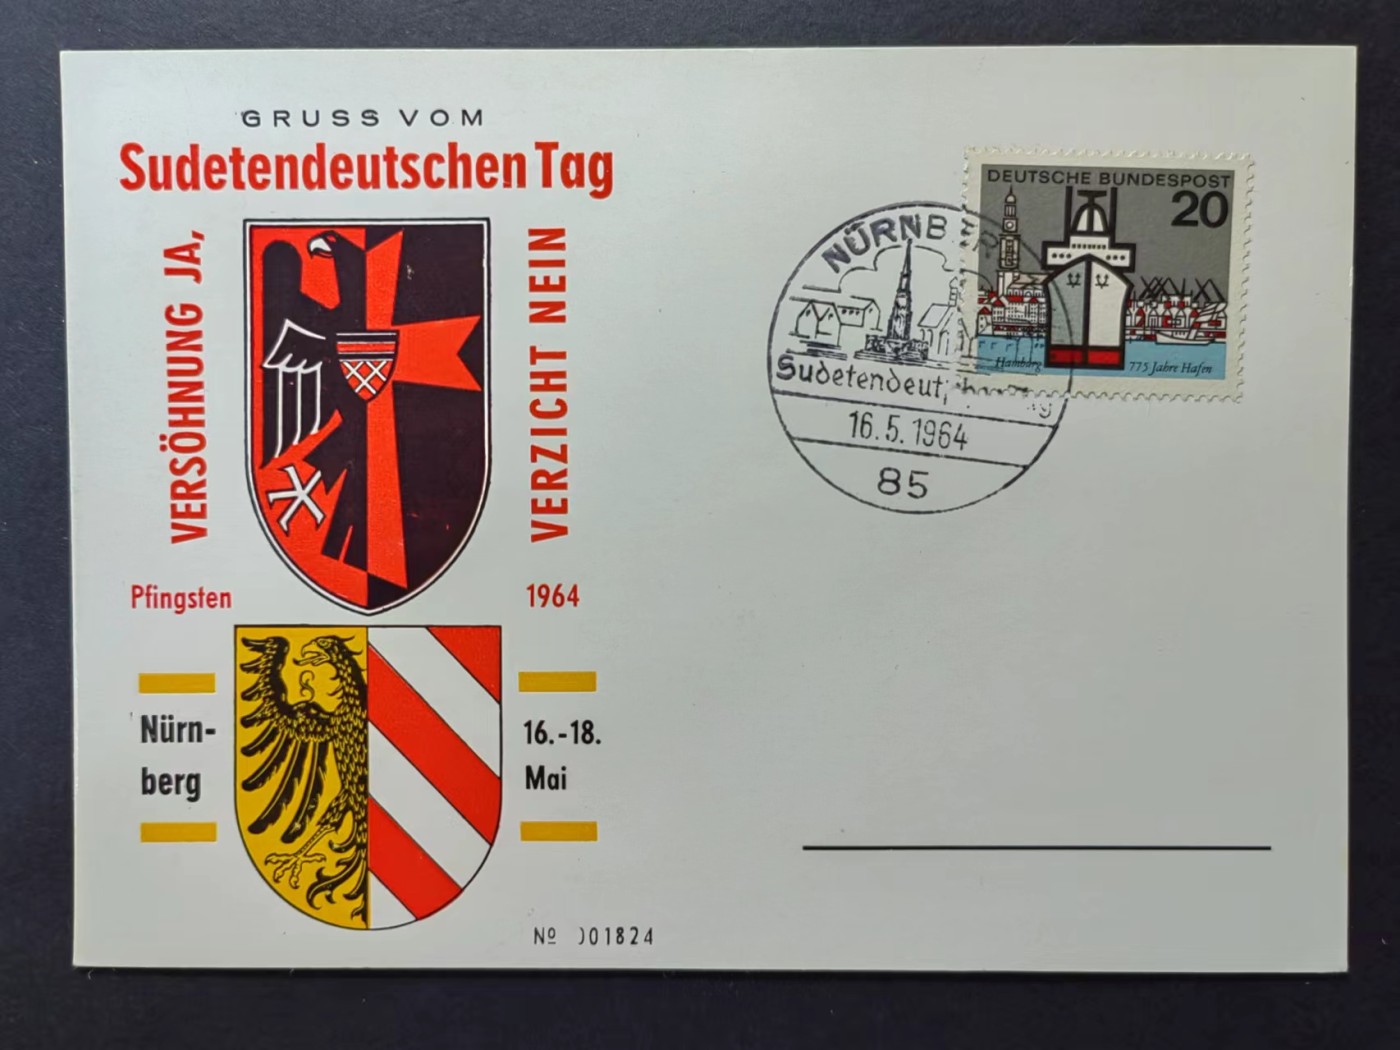 GRUSS VOM
Sudetendeutschen Tag
VERSÖHNUNG JA,
VERZICHT NEIN
Pfingsten
1964
Nürn-
berg
16.-18.
Mai
Nº 001824
DEUTSCHE BUNDESPOST
20
Hamburg
775 Jahre Hafen
NÜRNBERG
16.5.1964
85